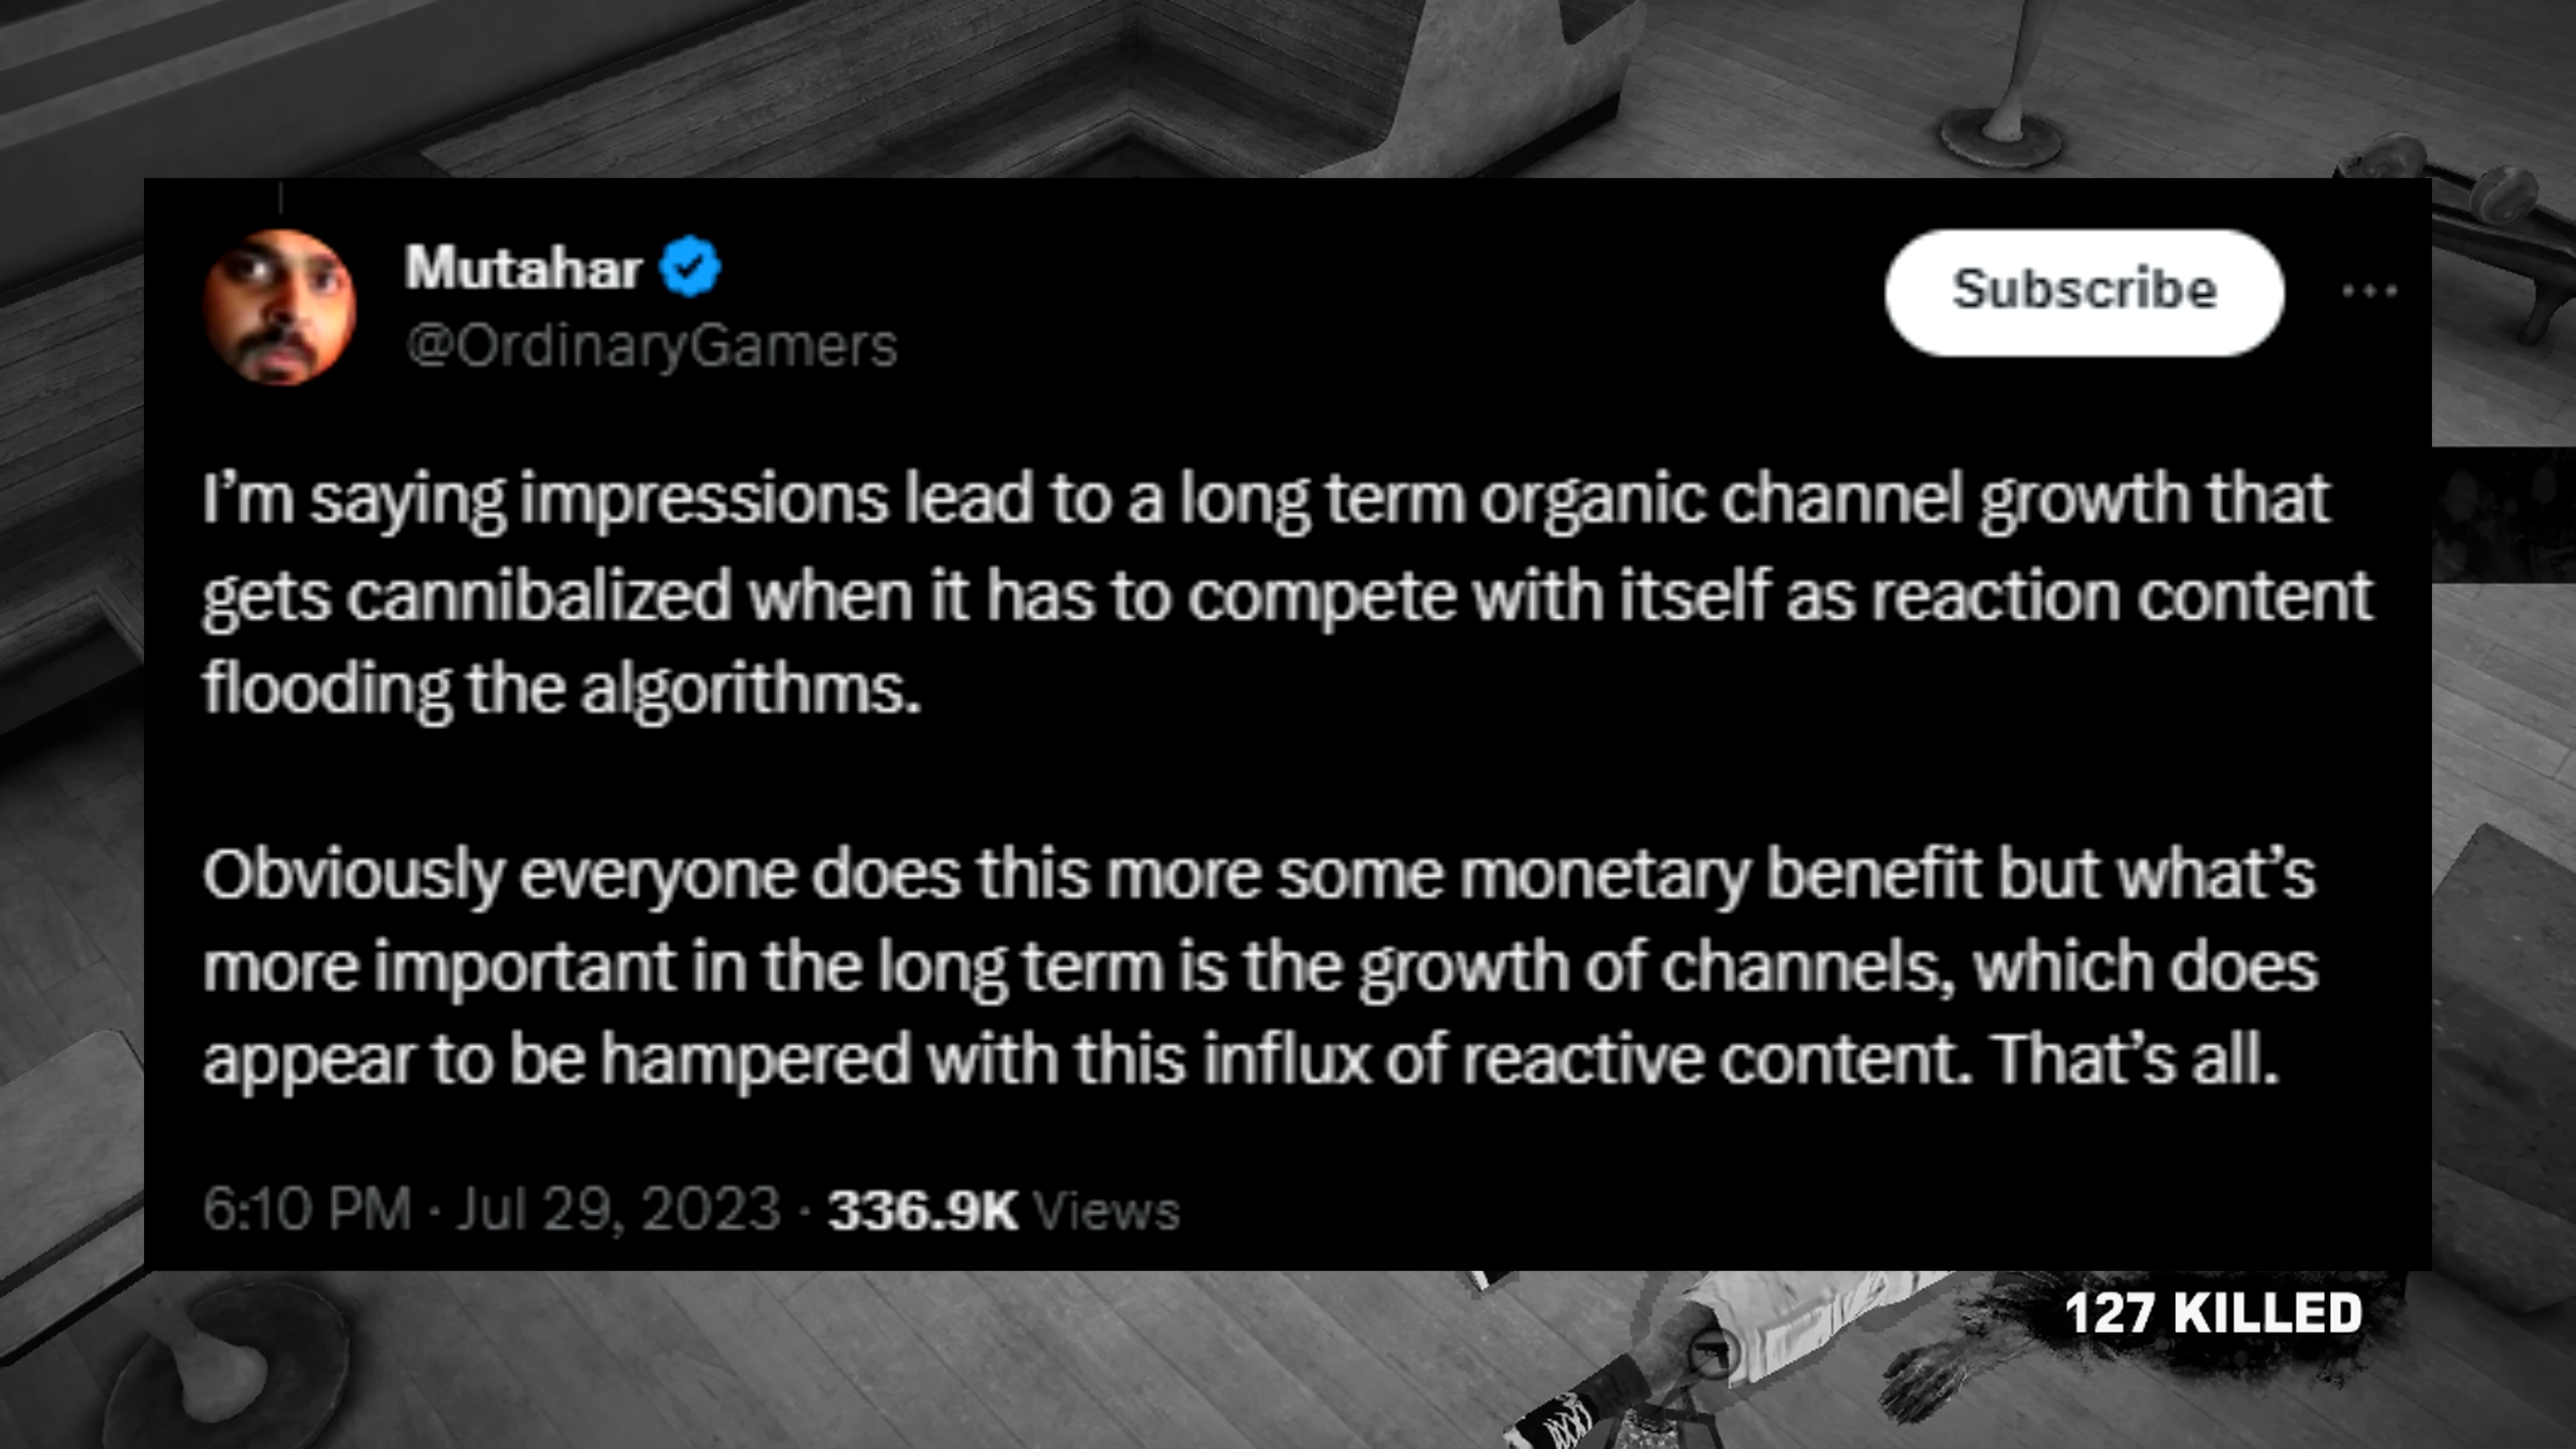 Mutahar
@OrdinaryGamers
Subscribe
I’m saying impressions lead to a long term organic channel growth that
gets cannibalized when it has to compete with itself as reaction content
flooding the algorithms.
Obviously everyone does this more some monetary benefit but what’s
more important in the long term is the growth of channels, which does
appear to be hampered with this influx of reactive content. That’s all.
6:10 PM · Jul 29, 2023 · 336.9K Views
127 KILLED